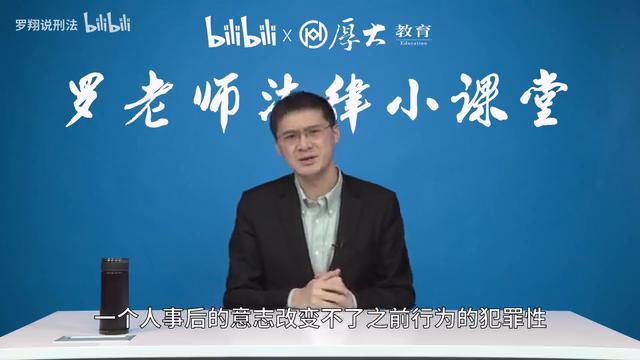 罗翔说刑法 bilibili
bilibili × 厚大 教育
Education
罗老师法律小课堂
一个人事后的意志改变不了之前行为的犯罪性